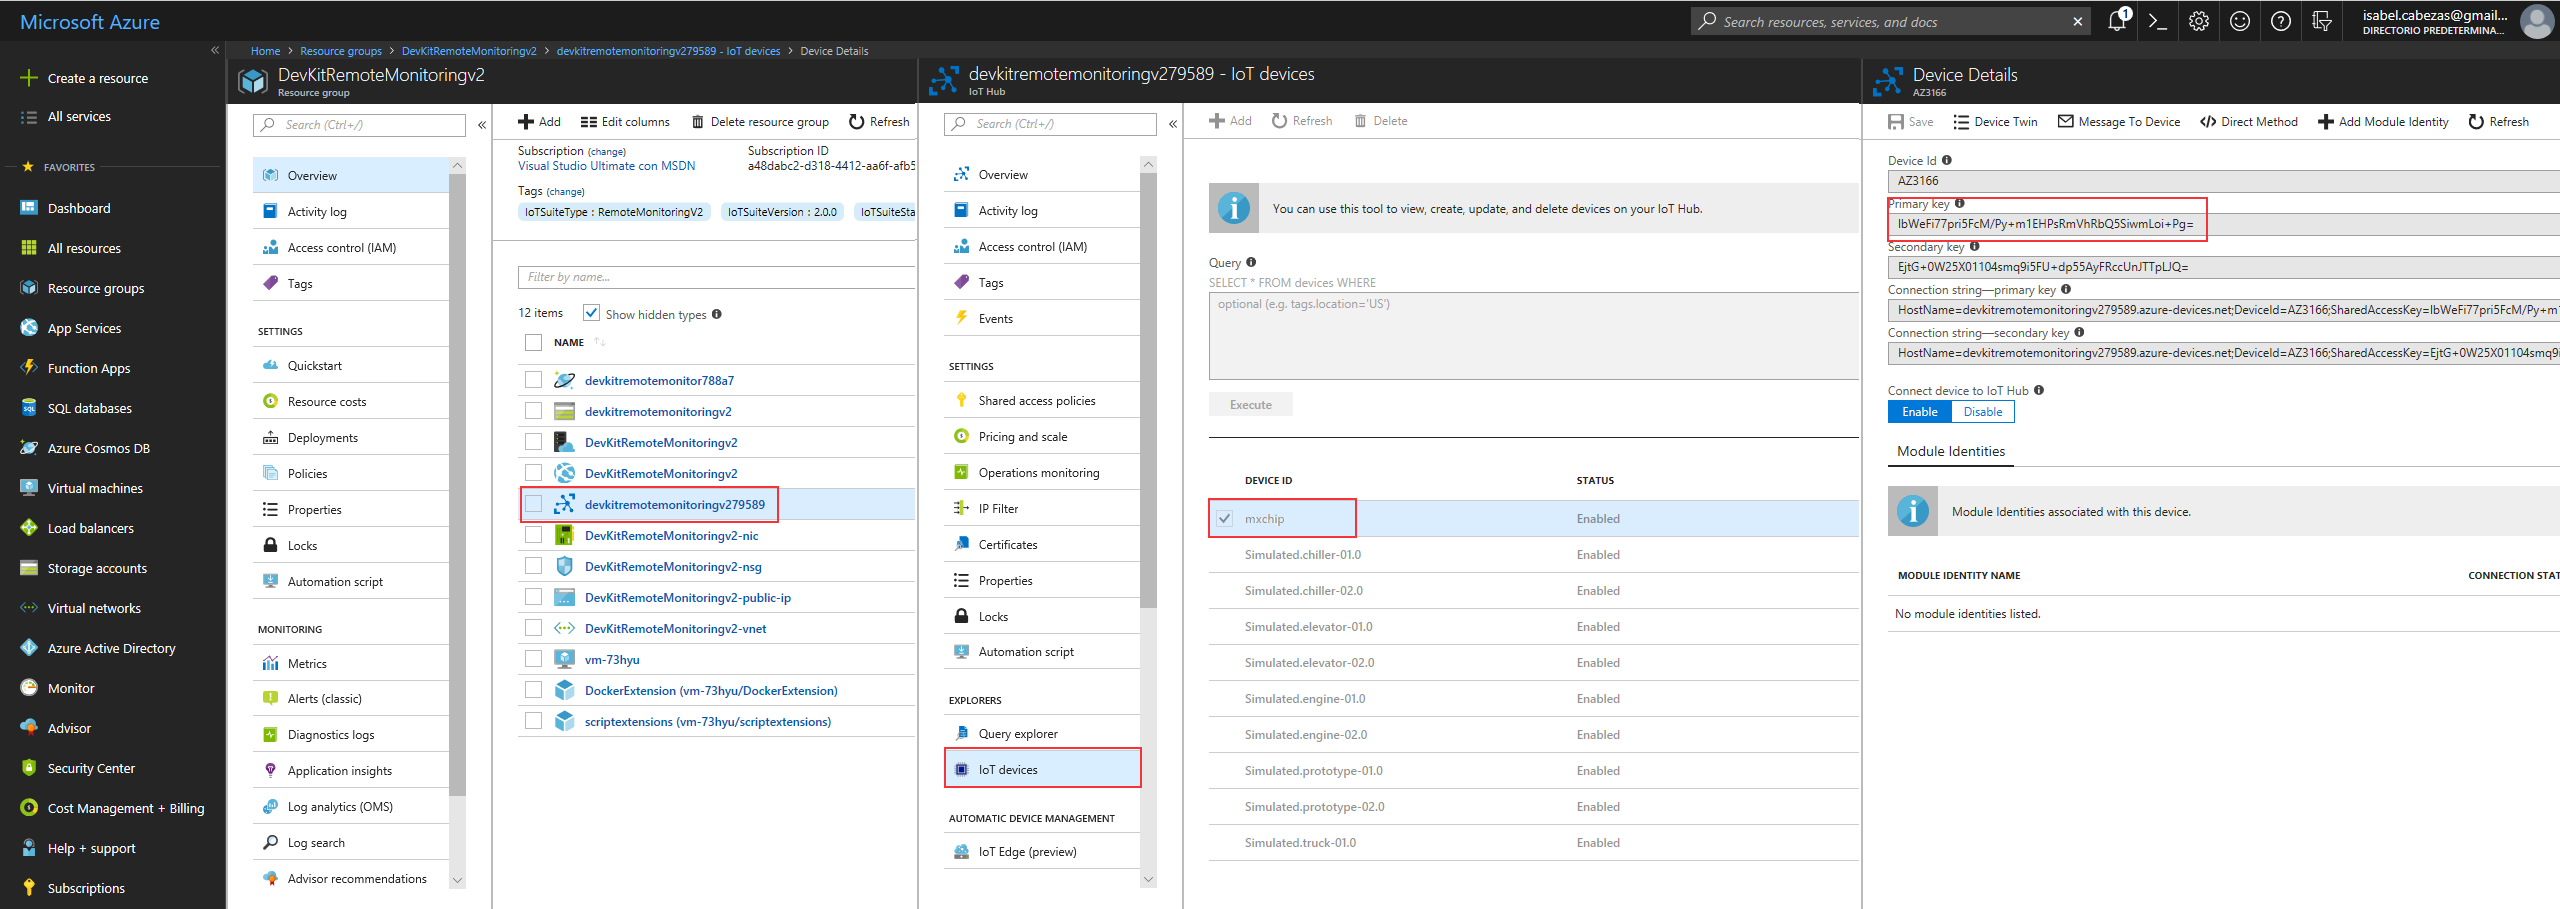 Microsoft Azure
Search resources, services, and docs
1
isabel.cabezas@gmail...
DIRECTORIO PREDETERMINA...
Home > Resource groups > DevKitRemoteMonitoringv2 > devkitremotemonitoringv279589 - IoT devices > Device Details
Create a resource
All services
FAVORITES
Dashboard
All resources
Resource groups
App Services
Function Apps
SQL databases
Azure Cosmos DB
Virtual machines
Load balancers
Storage accounts
Virtual networks
Azure Active Directory
Monitor
Advisor
Security Center
Cost Management + Billing
Help + support
Subscriptions
DevKitRemoteMonitoringv2
Resource group
Search (Ctrl+/)
Overview
Activity log
Access control (IAM)
Tags
SETTINGS
Quickstart
Resource costs
Deployments
Policies
Properties
Locks
Automation script
MONITORING
Metrics
Alerts (classic)
Diagnostics logs
Application insights
Log analytics (OMS)
Log search
Advisor recommendations
Add Edit columns Delete resource group Refresh
Subscription (change) Subscription ID
Visual Studio Ultimate con MSDN a48dabc2-d318-4412-aa6f-afb5
Tags (change)
IoTSuiteType : RemoteMonitoringV2 IoTSuiteVersion : 2.0.0 IoTSuiteSta
Filter by name...
12 items Show hidden types
NAME
devkitremotemonitor788a7
devkitremotemonitoringv2
DevKitRemoteMonitoringv2
DevKitRemoteMonitoringv2
devkitremotemonitoringv279589
DevKitRemoteMonitoringv2-nic
DevKitRemoteMonitoringv2-nsg
DevKitRemoteMonitoringv2-public-ip
DevKitRemoteMonitoringv2-vnet
vm-73hyu
DockerExtension (vm-73hyu/DockerExtension)
scriptextensions (vm-73hyu/scriptextensions)
devkitremotemonitoringv279589 - IoT devices
IoT Hub
Search (Ctrl+/)
Overview
Activity log
Access control (IAM)
Tags
Events
SETTINGS
Shared access policies
Pricing and scale
Operations monitoring
IP Filter
Certificates
Properties
Locks
Automation script
EXPLORERS
Query explorer
IoT devices
AUTOMATIC DEVICE MANAGEMENT
IoT Edge (preview)
Add Refresh Delete
You can use this tool to view, create, update, and delete devices on your IoT Hub.
Query
SELECT * FROM devices WHERE
optional (e.g. tags.location='US')
Execute
DEVICE ID STATUS
mxchip Enabled
Simulated.chiller-01.0 Enabled
Simulated.chiller-02.0 Enabled
Simulated.elevator-01.0 Enabled
Simulated.elevator-02.0 Enabled
Simulated.engine-01.0 Enabled
Simulated.engine-02.0 Enabled
Simulated.prototype-01.0 Enabled
Simulated.prototype-02.0 Enabled
Simulated.truck-01.0 Enabled
Device Details
AZ3166
Save Device Twin Message To Device Direct Method Add Module Identity Refresh
Device Id
AZ3166
Primary key
lbWeFi77pri5FcM/Py+m1EHPsRmVhRbQ5SiwmLoi+Pg=
Secondary key
EjtG+0W25X01104smq9i5FU+dp55AyFRccUnJTTpLJQ=
Connection string—primary key
HostName=devkitremotemonitoringv279589.azure-devices.net;DeviceId=AZ3166;SharedAccessKey=lbWeFi77pri5FcM/Py+m1
Connection string—secondary key
HostName=devkitremotemonitoringv279589.azure-devices.net;DeviceId=AZ3166;SharedAccessKey=EjtG+0W25X01104smq9i
Connect device to IoT Hub
Enable Disable
Module Identities
Module Identities associated with this device.
MODULE IDENTITY NAME CONNECTION STAT
No module identities listed.